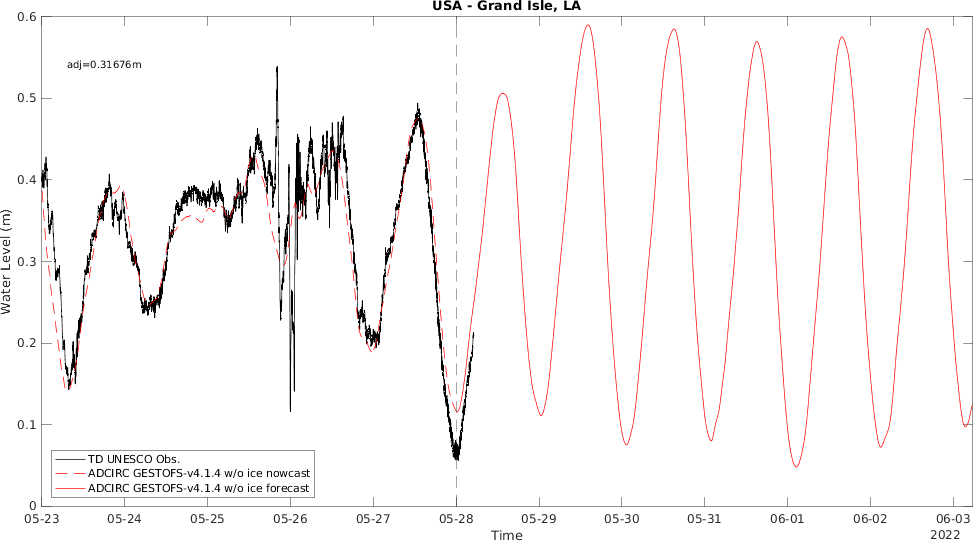 USA - Grand Isle, LA
0.6
adj=0.31676m
0.5
0.4
0.3
0.2
0.1
0
Water Level (m)
TD UNESCO Obs.
ADCIRC GESTOFS-v4.1.4 w/o ice nowcast
ADCIRC GESTOFS-v4.1.4 w/o ice forecast
05-23 05-24 05-25 05-26 05-27 05-28 05-29 05-30 05-31 06-01 06-02 06-03
Time 2022